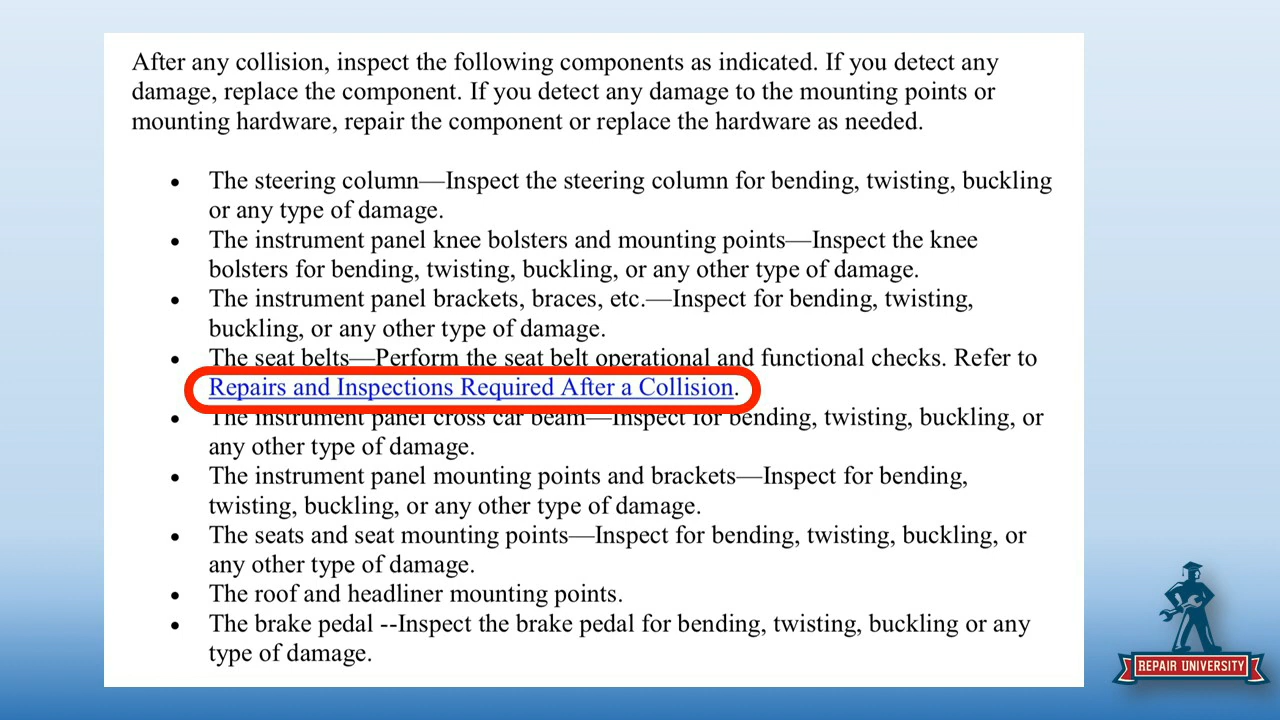 After any collision, inspect the following components as indicated. If you detect any
damage, replace the component. If you detect any damage to the mounting points or
mounting hardware, repair the component or replace the hardware as needed.
• The steering column—Inspect the steering column for bending, twisting, buckling
or any type of damage.
• The instrument panel knee bolsters and mounting points—Inspect the knee
bolsters for bending, twisting, buckling, or any other type of damage.
• The instrument panel brackets, braces, etc.—Inspect for bending, twisting,
buckling, or any other type of damage.
• The seat belts—Perform the seat belt operational and functional checks. Refer to
Repairs and Inspections Required After a Collision.
• The instrument panel cross car beam—Inspect for bending, twisting, buckling, or
any other type of damage.
• The instrument panel mounting points and brackets—Inspect for bending,
twisting, buckling, or any other type of damage.
• The seats and seat mounting points—Inspect for bending, twisting, buckling, or
any other type of damage.
• The roof and headliner mounting points.
• The brake pedal --Inspect the brake pedal for bending, twisting, buckling or any
type of damage.
REPAIR UNIVERSITY